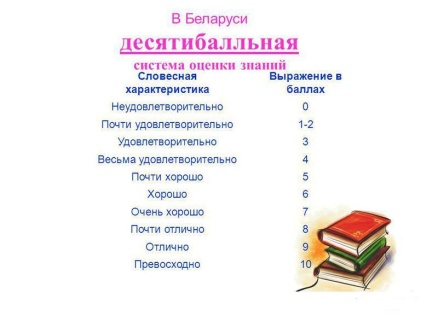 В Беларуси
десятибалльная
система оценки знаний
Словесная характеристика
Выражение в баллах
Неудовлетворительно 0
Почти удовлетворительно 1-2
Удовлетворительно 3
Весьма удовлетворительно 4
Почти хорошо 5
Хорошо 6
Очень хорошо 7
Почти отлично 8
Отлично 9
Превосходно 10